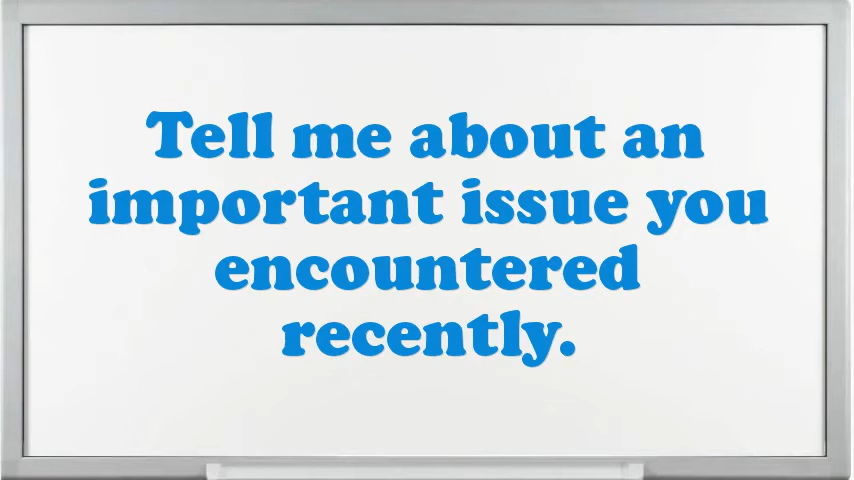 Tell me about an
important issue you
encountered
recently.